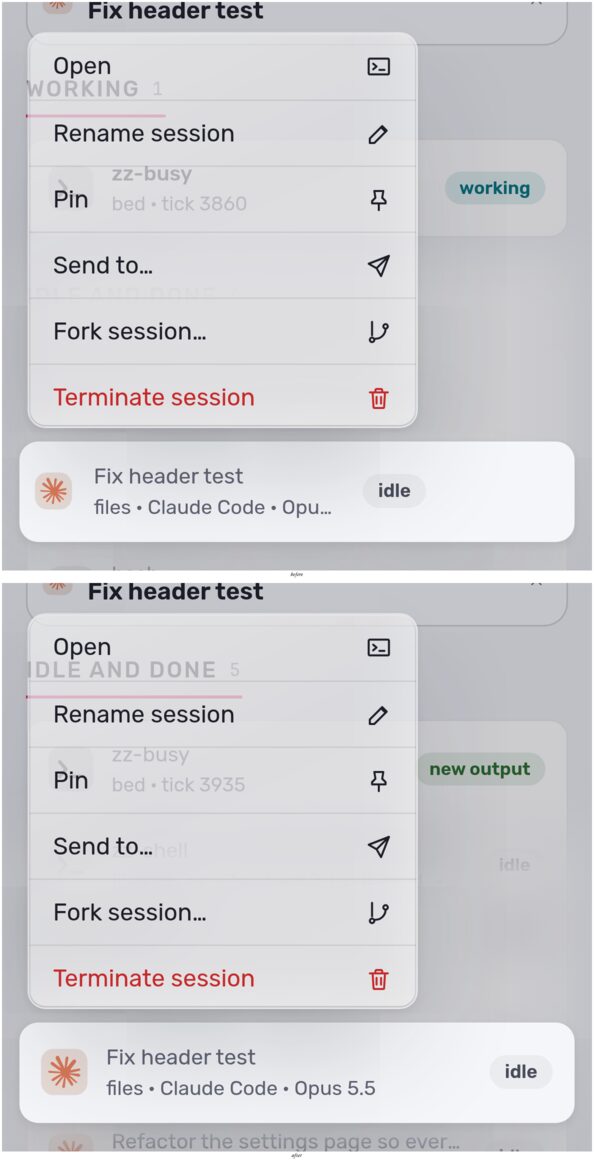 Fix header test
Open
WORKING 1
Rename session
zz-busy
working
Pin
bed • tick 3860
Send to...
IDLE AND DONE
Fork session...
Terminate session
Fix header test
files • Claude Code • Opu...
idle
before
Fix header test
Open
IDLE AND DONE 5
Rename session
zz-busy
new output
Pin
bed • tick 3935
Send to...
idle
Fork session...
Terminate session
Fix header test
files • Claude Code • Opus 5.5
idle
Refactor the settings page so ever...
after